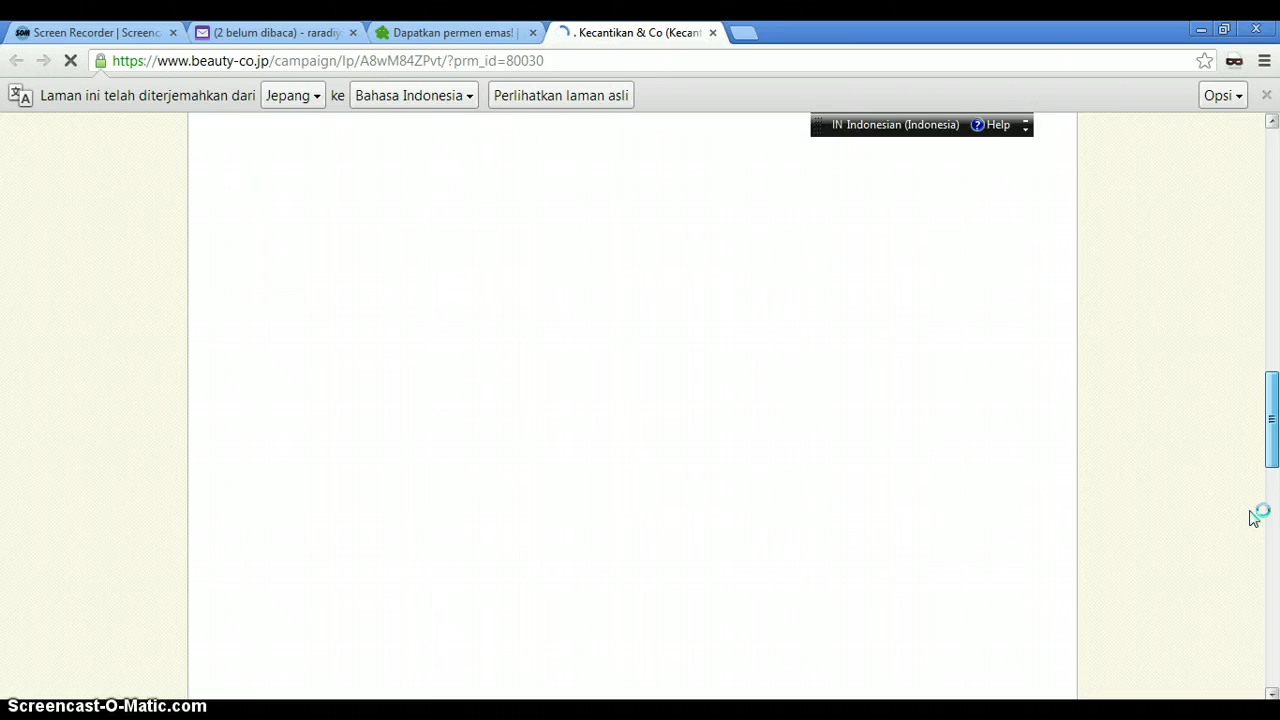 Screen Recorder | Screenc
(2 belum dibaca) - raradiy
Dapatkan permen emas! |
. Kecantikan & Co (Kecant
https://www.beauty-co.jp/campaign/lp/A8wM84ZPvt/?prm_id=80030
Laman ini telah diterjemahkan dari Jepang ke Bahasa Indonesia Perlihatkan laman asli Opsi
IN Indonesian (Indonesia) ? Help
Screencast-O-Matic.com